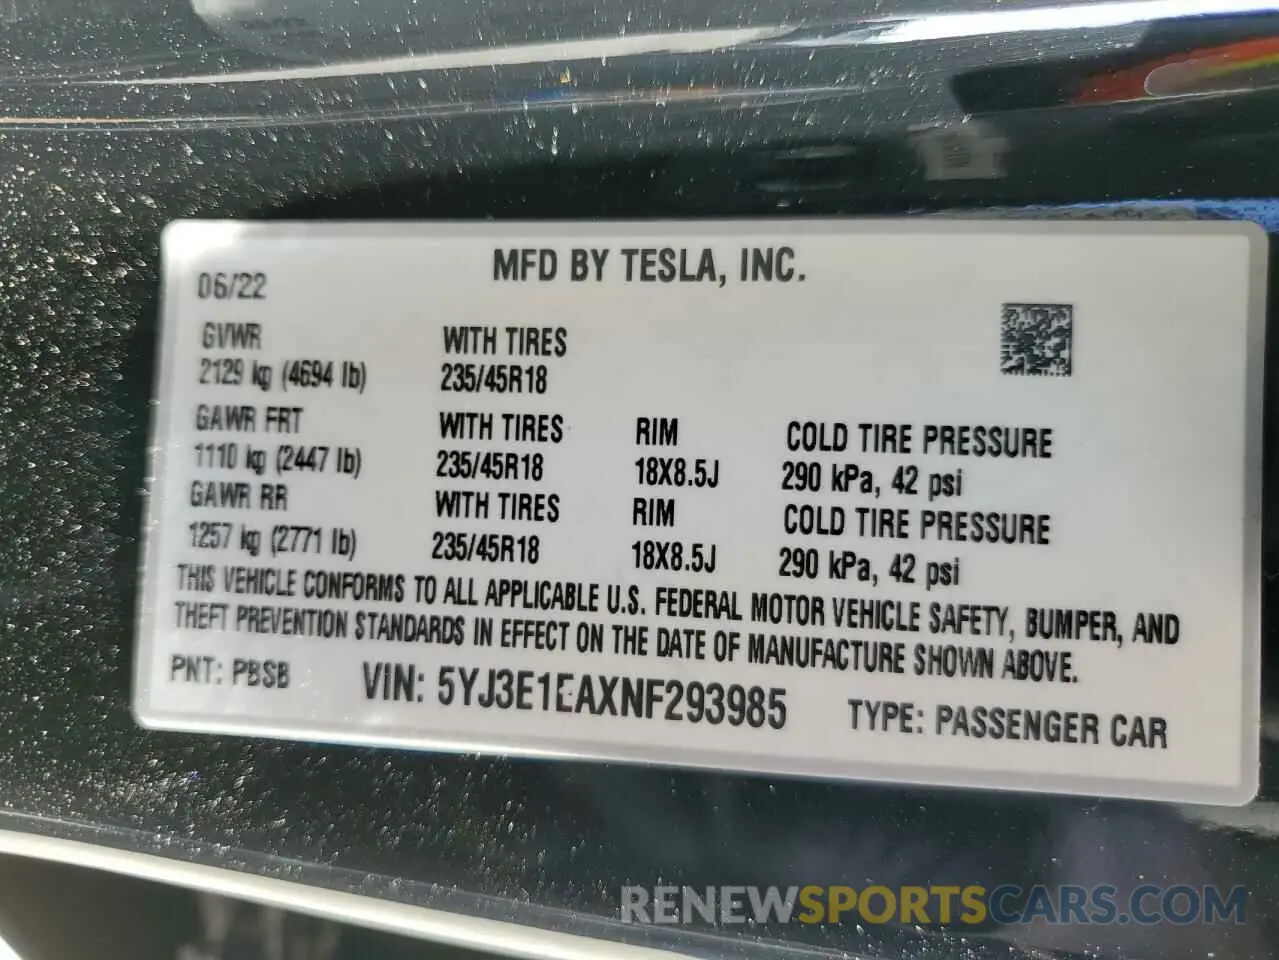 MFD BY TESLA, INC.
06/22
GVWR WITH TIRES
2129 kg (4694 lb) 235/45R18
GAWR FRT WITH TIRES RIM COLD TIRE PRESSURE
1110 kg (2447 lb) 235/45R18 18X8.5J 290 kPa, 42 psi
GAWR RR WITH TIRES RIM COLD TIRE PRESSURE
1257 kg (2771 lb) 235/45R18 18X8.5J 290 kPa, 42 psi
THIS VEHICLE CONFORMS TO ALL APPLICABLE U.S. FEDERAL MOTOR VEHICLE SAFETY, BUMPER, AND
THEFT PREVENTION STANDARDS IN EFFECT ON THE DATE OF MANUFACTURE SHOWN ABOVE.
PNT: PBSB VIN: 5YJ3E1EAXNF293985 TYPE: PASSENGER CAR
RENEWSPORTSCARS.COM